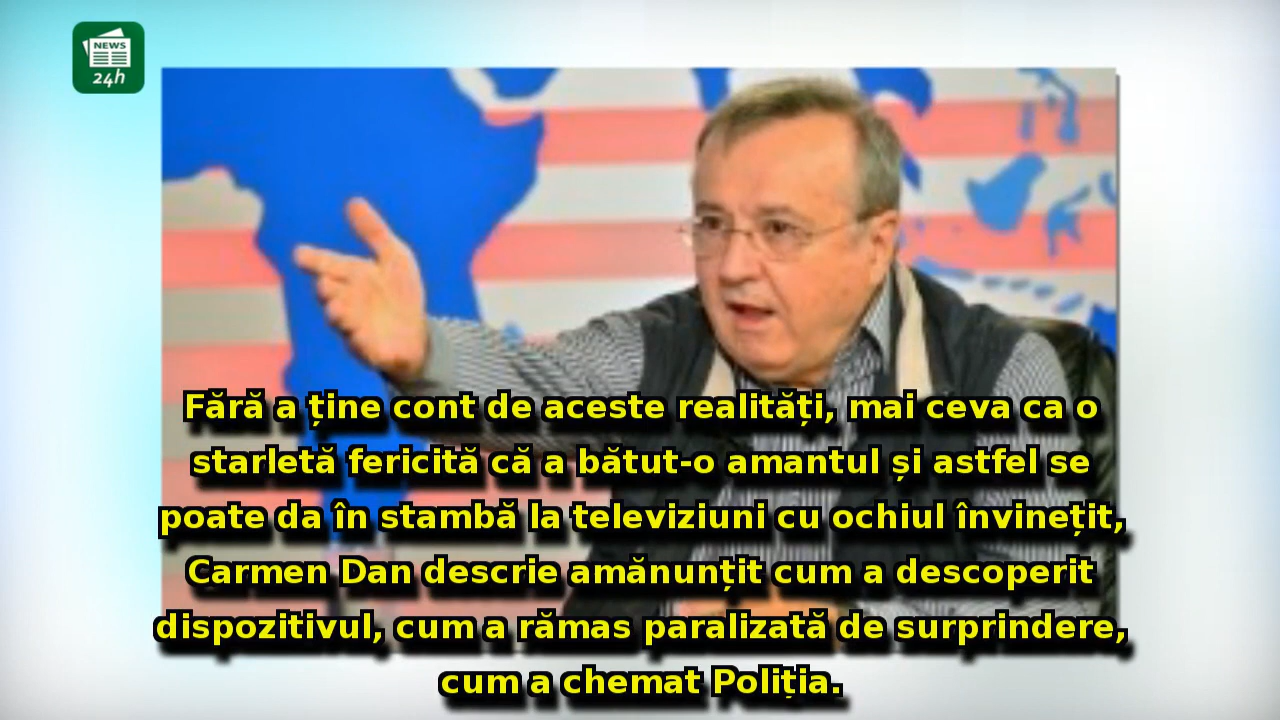 NEWS
24h
Fără a ține cont de aceste realități, mai ceva ca o
starletă fericită că a bătut-o amantul și astfel se
poate da în stambă la televiziuni cu ochiul învinețit,
Carmen Dan descrie amănunțit cum a descoperit
dispozitivul, cum a rămas paralizată de surprindere,
cum a chemat Poliția.